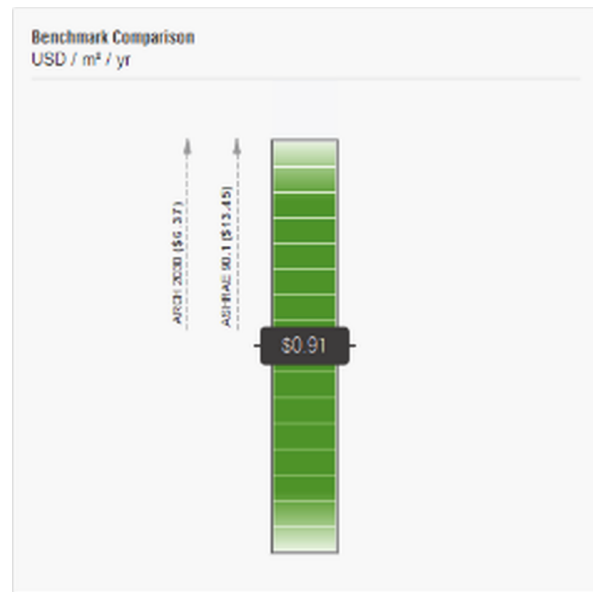 Benchmark Comparison
USD / m² / yr
ARCH 2030 ($6.37)
ASHRAE 90.1 ($13.45)
$0.91